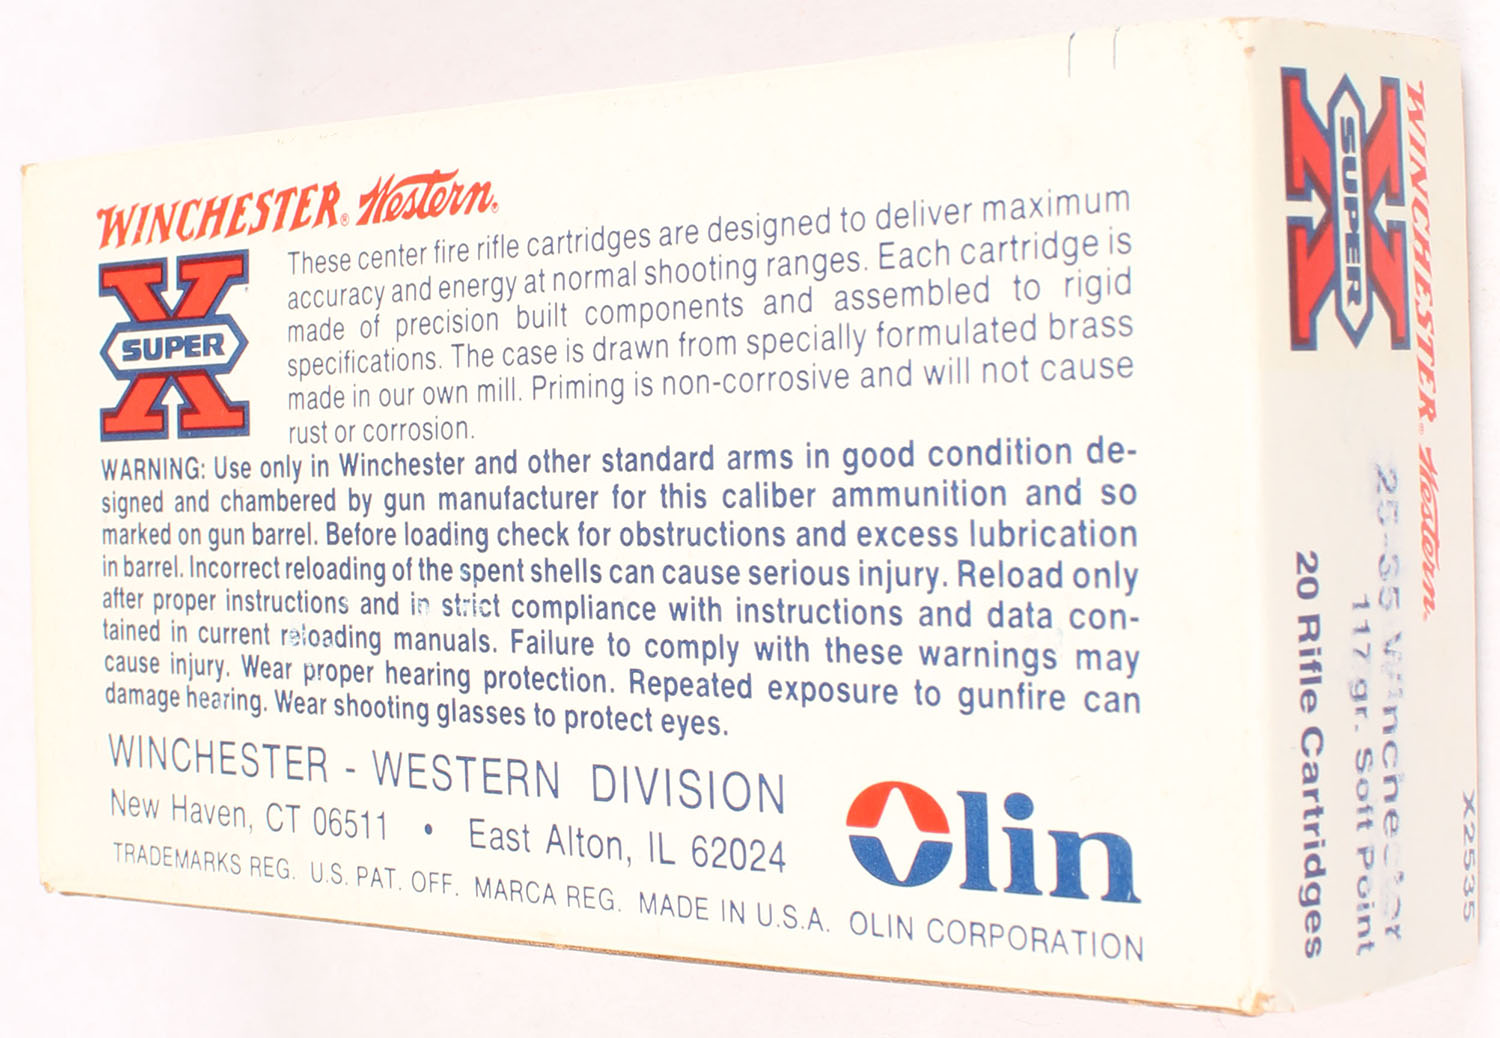 WINCHESTER® Western®
X
SUPER
These center fire rifle cartridges are designed to deliver maximum
accuracy and energy at normal shooting ranges. Each cartridge is
made of precision built components and assembled to rigid
specifications. The case is drawn from specially formulated brass
made in our own mill. Priming is non-corrosive and will not cause
rust or corrosion.
WARNING: Use only in Winchester and other standard arms in good condition de-
signed and chambered by gun manufacturer for this caliber ammunition and so
marked on gun barrel. Before loading check for obstructions and excess lubrication
in barrel. Incorrect reloading of the spent shells can cause serious injury. Reload only
after proper instructions and in strict compliance with instructions and data con-
tained in current reloading manuals. Failure to comply with these warnings may
cause injury. Wear proper hearing protection. Repeated exposure to gunfire can
damage hearing. Wear shooting glasses to protect eyes.
WINCHESTER - WESTERN DIVISION
New Haven, CT 06511 • East Alton, IL 62024
Olin
TRADEMARKS REG. U.S. PAT. OFF. MARCA REG. MADE IN U.S.A. OLIN CORPORATION
WINCHESTER® Western®
X
SUPER
X2535
25-35 Winchester
117 gr. Soft Point
20 Rifle Cartridges